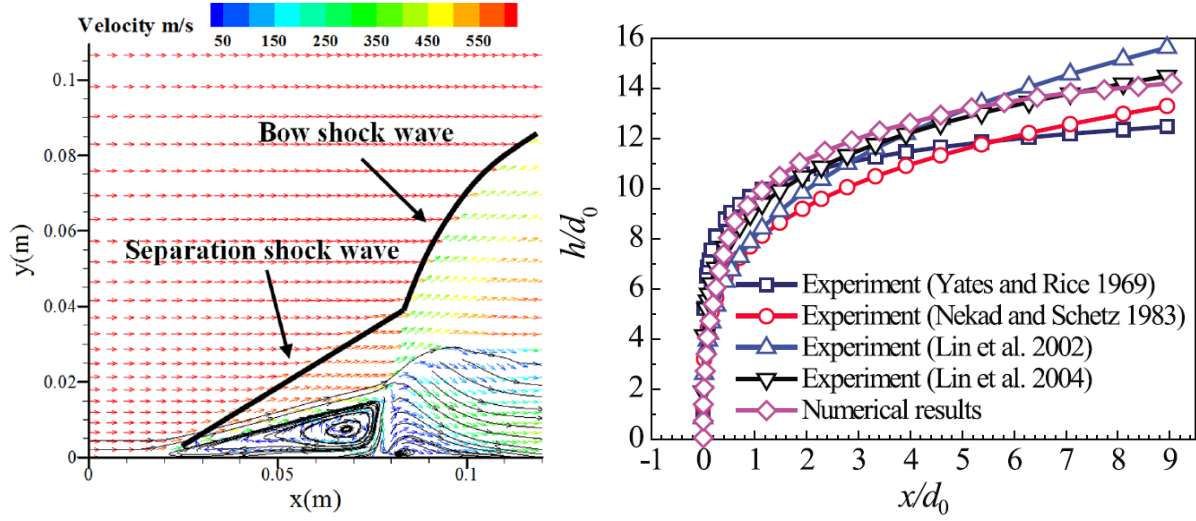 Velocity m/s
50 150 250 350 450 550
0.1
0.08
0.06
0.04
0.02
0
y(m)
Bow shock wave
Separation shock wave
0 0.05 0.1
x(m)
16
14
12
10
8
6
4
2
0
h/d0
Experiment (Yates and Rice 1969)
Experiment (Nekad and Schetz 1983)
Experiment (Lin et al. 2002)
Experiment (Lin et al. 2004)
Numerical results
-1 0 1 2 3 4 5 6 7 8 9
x/d0